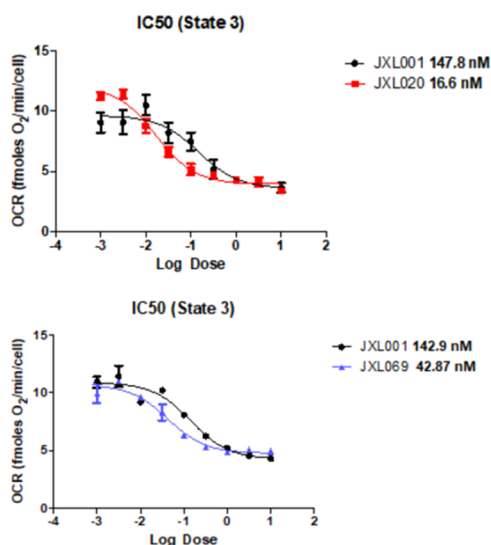 IC50 (State 3)
JXL001 147.8 nM
JXL020 16.6 nM
OCR (fmoles O2/min/cell)
15
10
5
0
-4 -3 -2 -1 0 1 2
Log Dose
IC50 (State 3)
JXL001 142.9 nM
JXL069 42.87 nM
OCR (fmoles O2/min/cell)
15
10
5
0
-4 -3 -2 -1 0 1 2
Log Dose